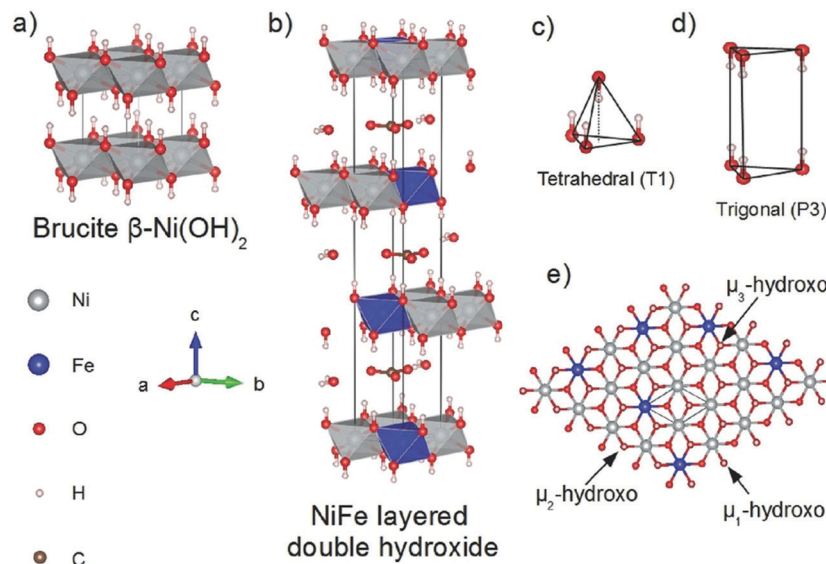 a)
Brucite β-Ni(OH)2
Ni
Fe
O
H
C
c
a
b
b)
NiFe layered
double hydroxide
c)
Tetrahedral (T1)
d)
Trigonal (P3)
e)
μ3-hydroxo
μ2-hydroxo
μ1-hydroxo